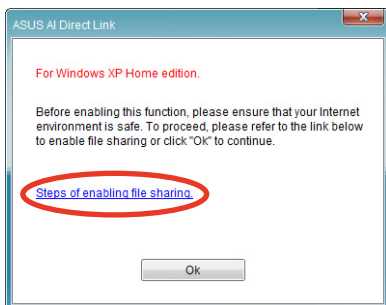 ASUS AI Direct Link
For Windows XP Home edition.
Before enabling this function, please ensure that your Internet
environment is safe. To proceed, please refer to the link below
to enable file sharing or click "Ok" to continue.
Steps of enabling file sharing.
Ok